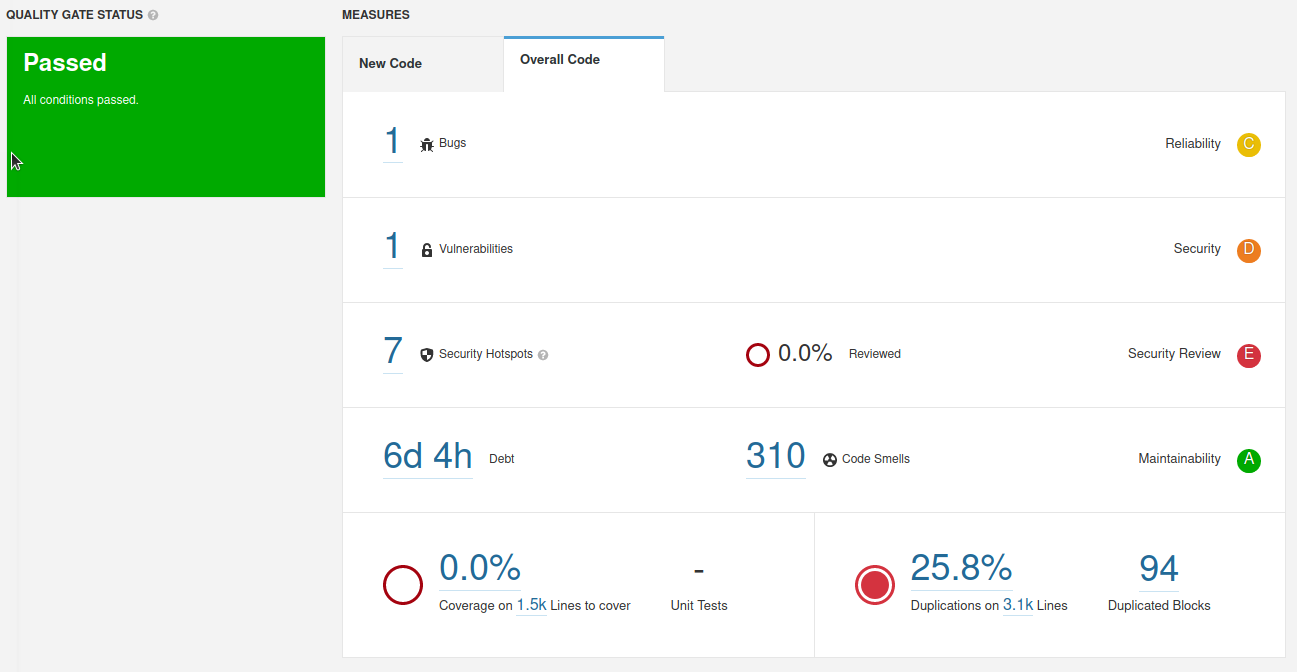 QUALITY GATE STATUS ?
Passed
All conditions passed.
MEASURES
New Code
Overall Code
1 Bugs
Reliability C
1 Vulnerabilities
Security D
7 Security Hotspots ?
0.0% Reviewed
Security Review E
6d 4h Debt
310 Code Smells
Maintainability A
0.0%
Coverage on 1.5k Lines to cover
-
Unit Tests
25.8%
Duplications on 3.1k Lines
94
Duplicated Blocks